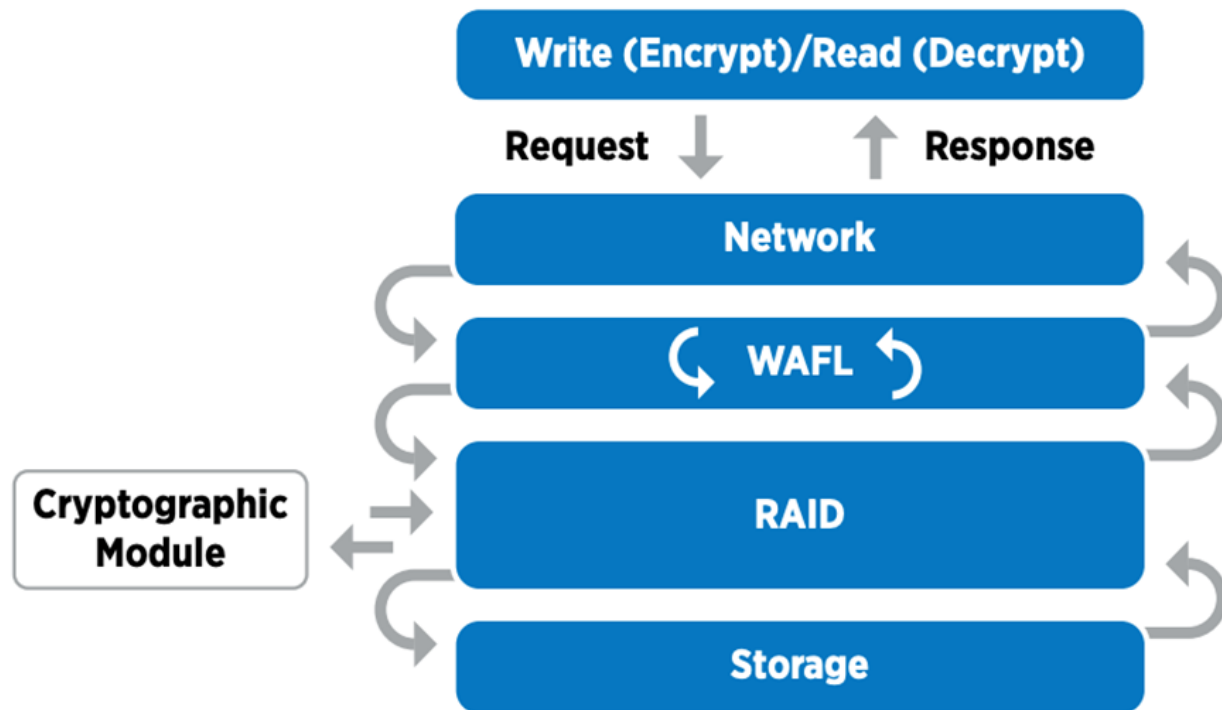 Write (Encrypt)/Read (Decrypt)
Request
Response
Network
WAFL
Cryptographic
Module
RAID
Storage